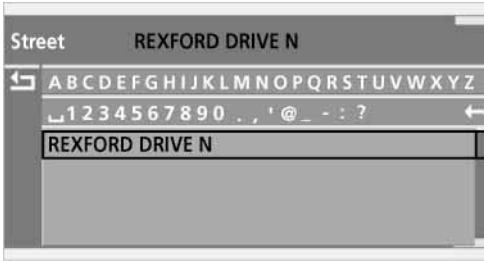 Street REXFORD DRIVE N
ABCDEFGHIJKLMNOPQRSTUVWXYZ
␣1234567890.,'@_-:?
REXFORD DRIVE N